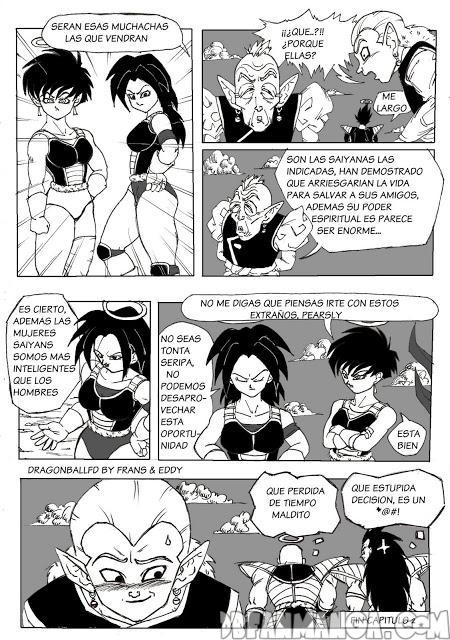 SERAN ESAS MUCHACHAS
LAS QUE VENDRAN
¡¡¿QUE..?!!
¿PORQUE
ELLAS?
ME
LARGO
SON LAS SAIYANAS LAS
INDICADAS, HAN DEMOSTRADO
QUE ARRIESGARIAN LA VIDA
PARA SALVAR A SUS AMIGOS,
ADEMAS SU PODER
ESPIRITUAL ES PARECE
SER ENORME...
ES CIERTO,
ADEMAS LAS
MUJERES
SAIYANS
SOMOS MAS
INTELIGENTES
QUE LOS
HOMBRES
NO ME DIGAS QUE PIENSAS IRTE CON ESTOS
EXTRAÑOS, PEARSLY
NO SEAS
TONTA
SERIPA,
NO
PODEMOS
DESAPRO-
VECHAR
ESTA
OPORTU-
NIDAD
ESTA
BIEN
DRAGONBALLFD BY FRANS & EDDY
QUE PERDIDA
DE TIEMPO
MALDITO
QUE ESTUPIDA
DECISION, ES UN
*@#!
FIN CAPITULO 2
DBFANMANGA.COM